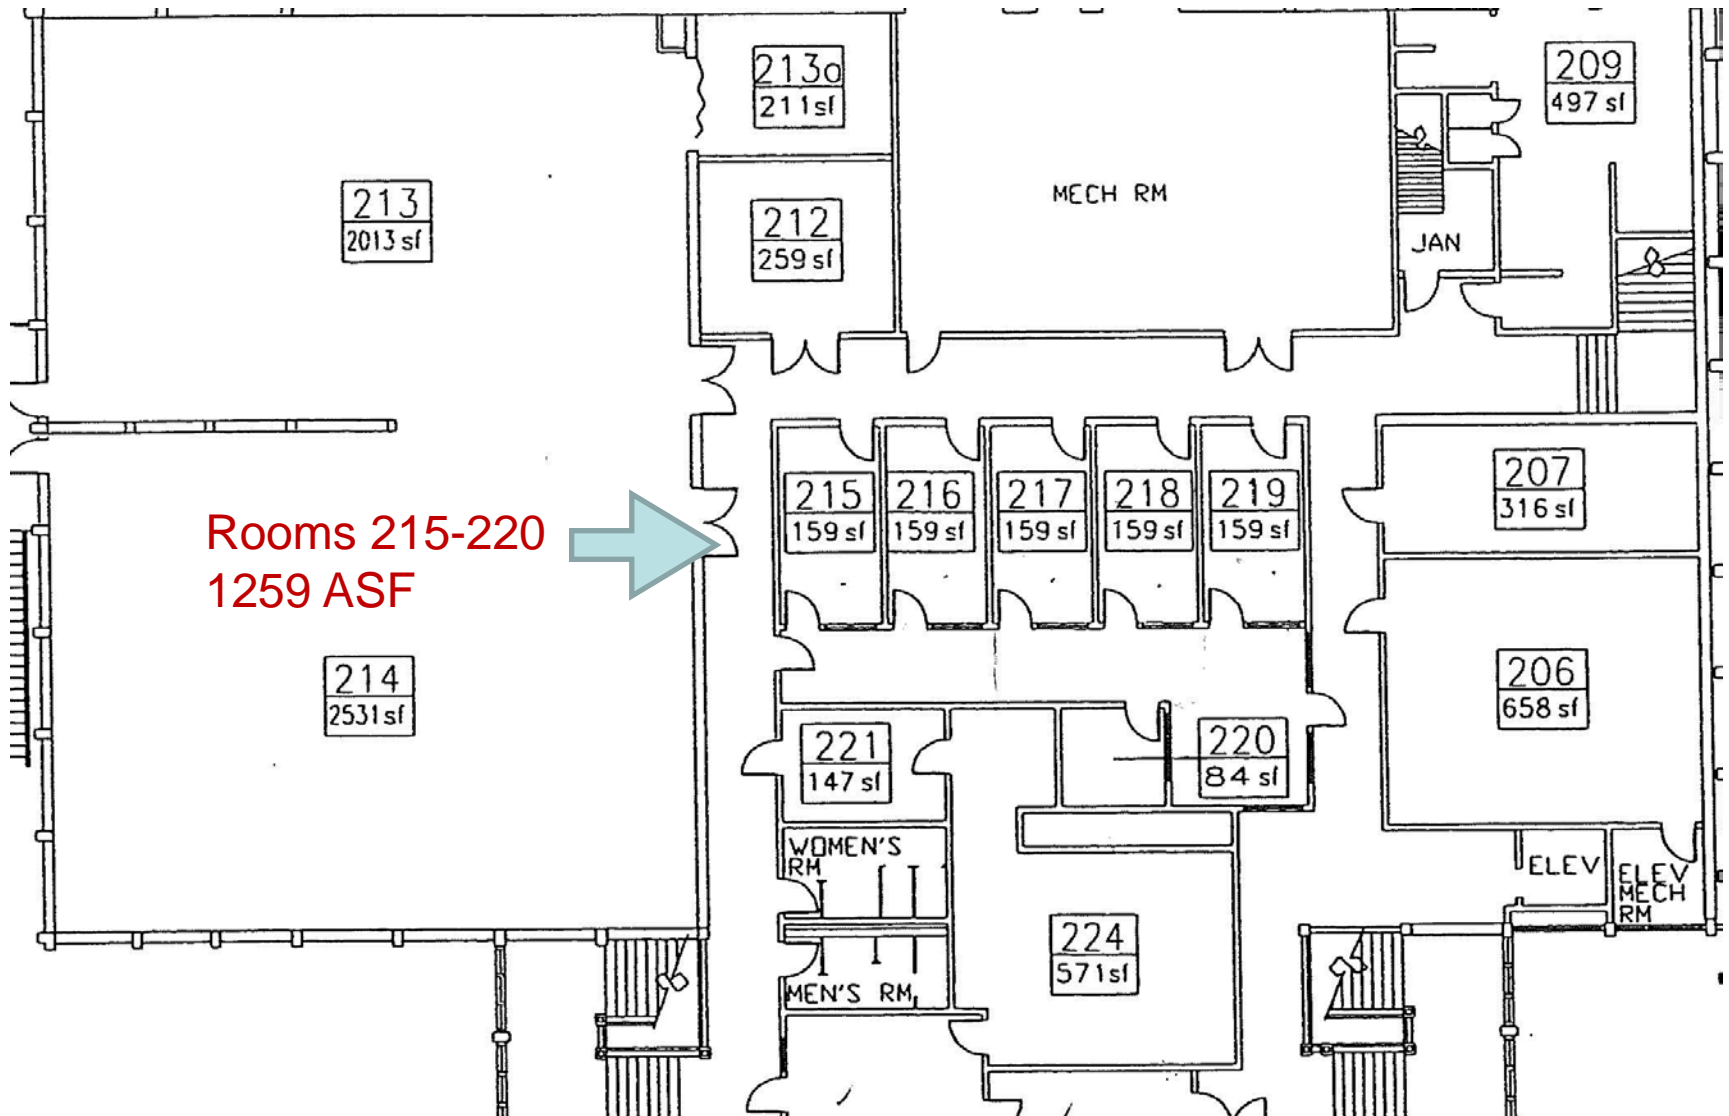 213a
211 sf
209
497 sf
213
2013 sf
212
259 sf
MECH RM
JAN
215
159 sf
216
159 sf
217
159 sf
218
159 sf
219
159 sf
207
316 sf
Rooms 215-220
1259 ASF
214
2531 sf
206
658 sf
221
147 sf
220
84 sf
WOMEN'S
RM
ELEV
ELEV
MECH
RM
224
571 sf
MEN'S RM